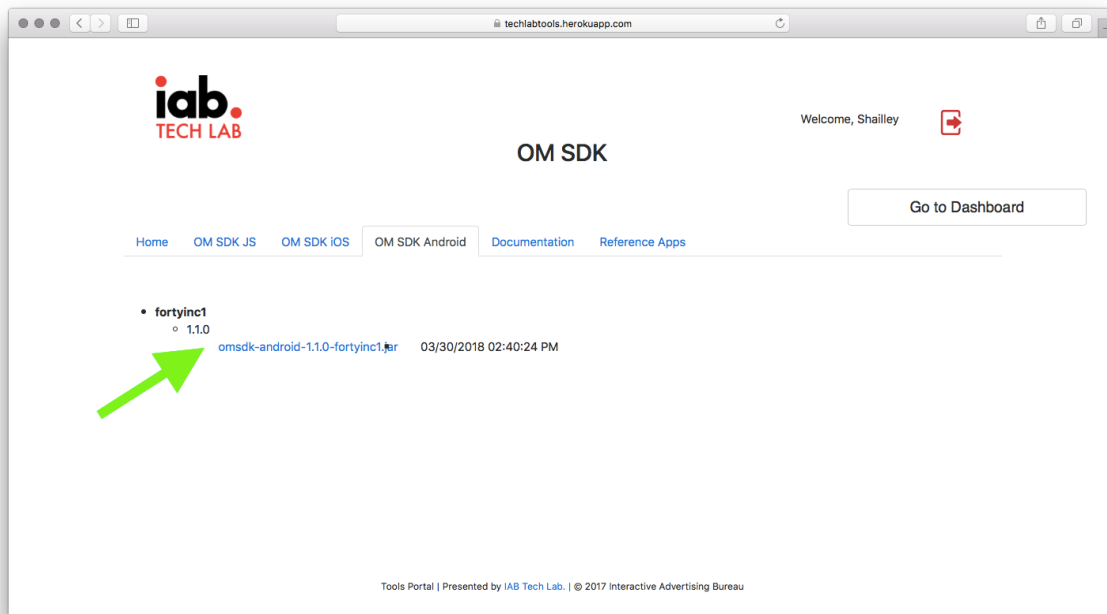 techlabtools.herokuapp.com
iab.
TECH LAB
Welcome, Shailley
OM SDK
Go to Dashboard
Home OM SDK JS OM SDK iOS OM SDK Android Documentation Reference Apps
fortyinc1
1.1.0
omsdk-android-1.1.0-fortyinc1.jar 03/30/2018 02:40:24 PM
Tools Portal | Presented by IAB Tech Lab. | © 2017 Interactive Advertising Bureau